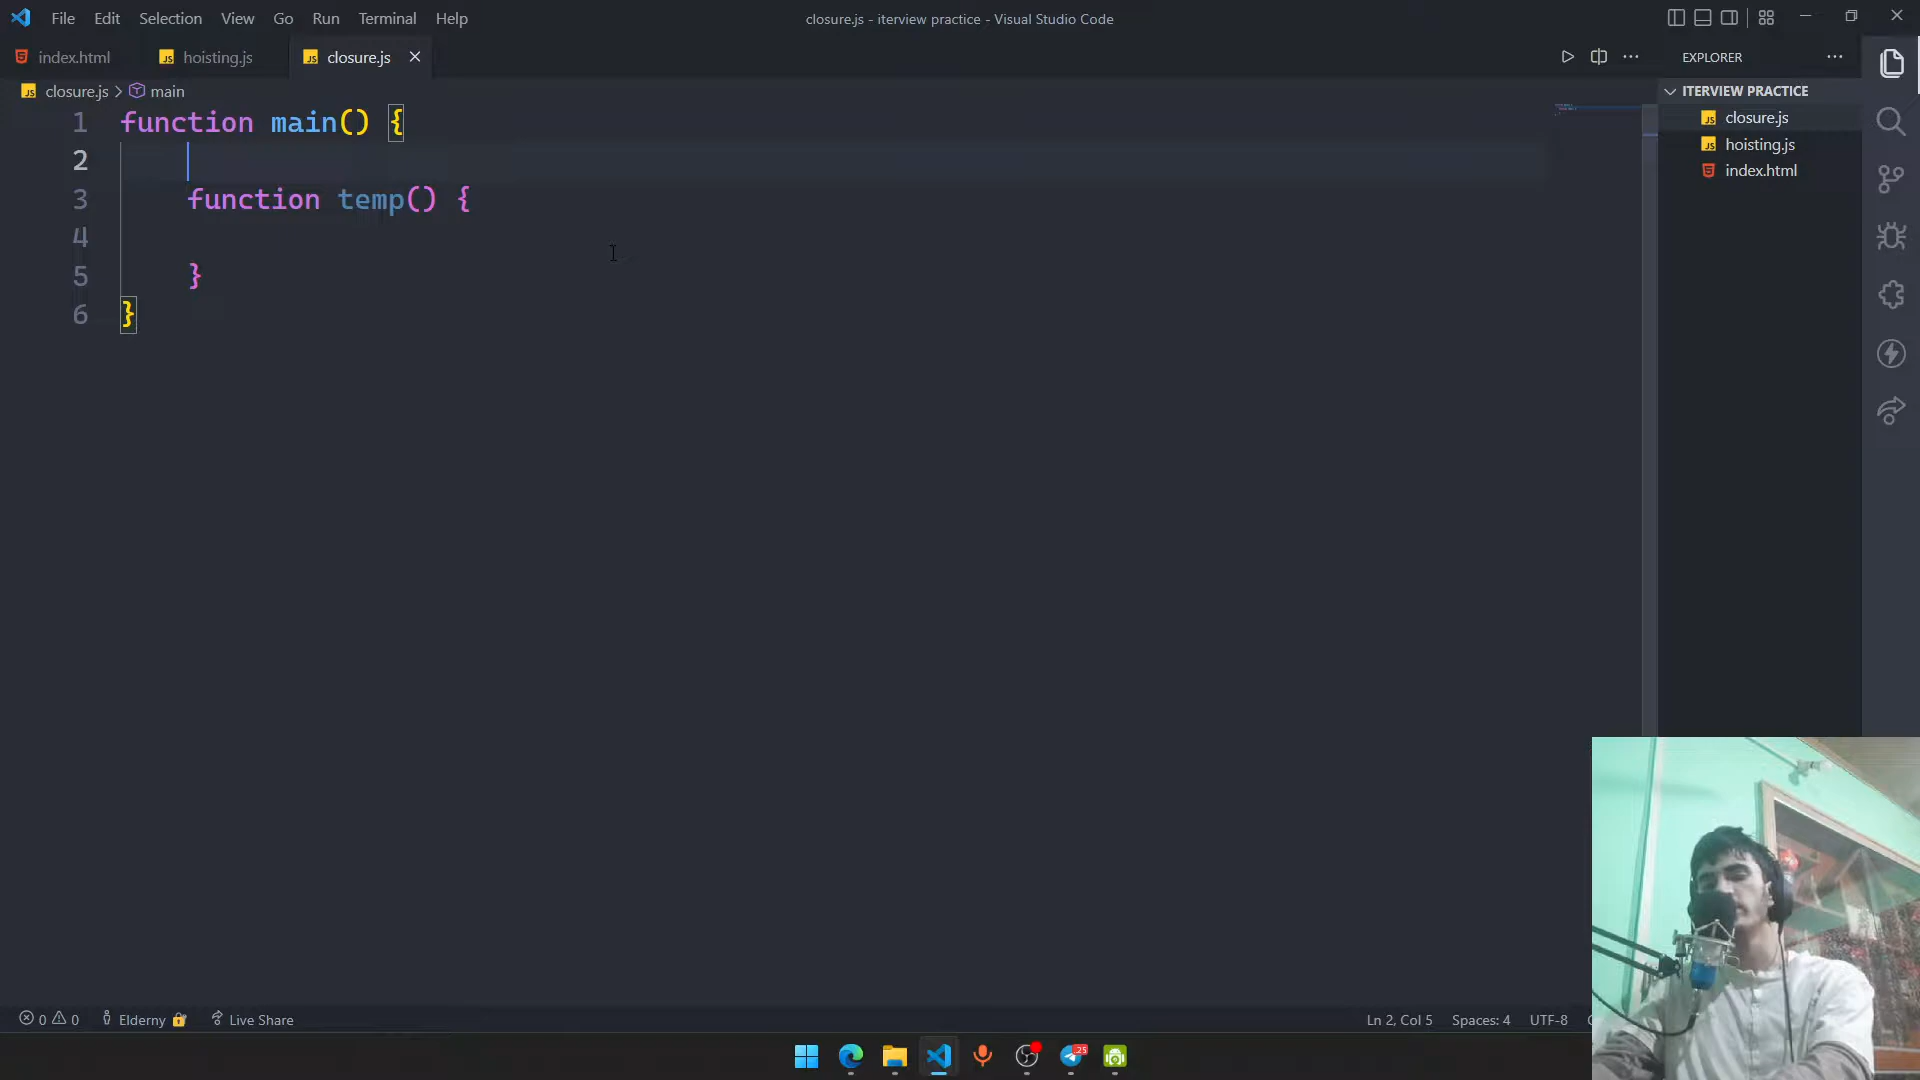 File Edit Selection View Go Run Terminal Help
closure.js - iterview practice - Visual Studio Code
index.html hoisting.js closure.js
EXPLORER
closure.js > main
ITERVIEW PRACTICE
closure.js
hoisting.js
index.html
1 function main() {
2
3 function temp() {
4
5 }
6 }
0 0 Elderny Live Share
Ln 2, Col 5 Spaces: 4 UTF-8
25